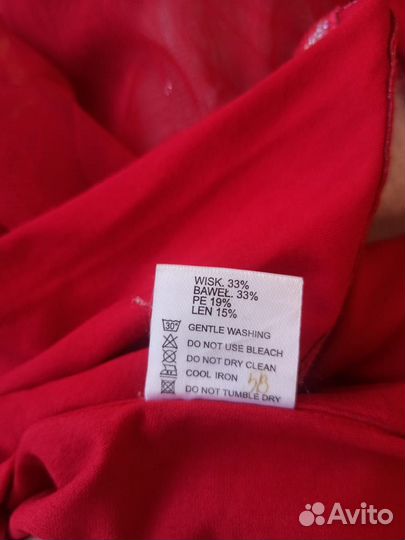 WISK. 33%
BAWEŁ. 33%
PE 19%
LEN 15%
30° GENTLE WASHING
DO NOT USE BLEACH
DO NOT DRY CLEAN
COOL IRON
DO NOT TUMBLE DRY
Avito